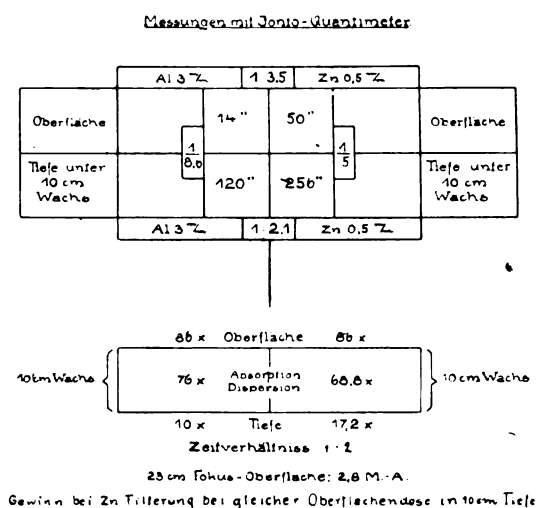 Messungen mit Ionto-Quantimeter
Al 3 1:3,5 Zn 0,5
Oberfläche 14" 50" Oberfläche
1/8,6 1/5
Tiefe unter 10 cm Wachs 120" 256" Tiefe unter 10 cm Wachs
Al 3 1:2,1 Zn 0,5
86 x Oberfläche 86 x
10 cm Wachs 76 x Absorption Dispersion 68,8 x 10 cm Wachs
10 x Tiefe 17,2 x
Zeitverhältniss 1:2
23 cm Fokus-Oberfläche: 2,8 M.-A.
Gewinn bei Zn Filterung bei gleicher Oberflächendose in 10 cm Tiefe